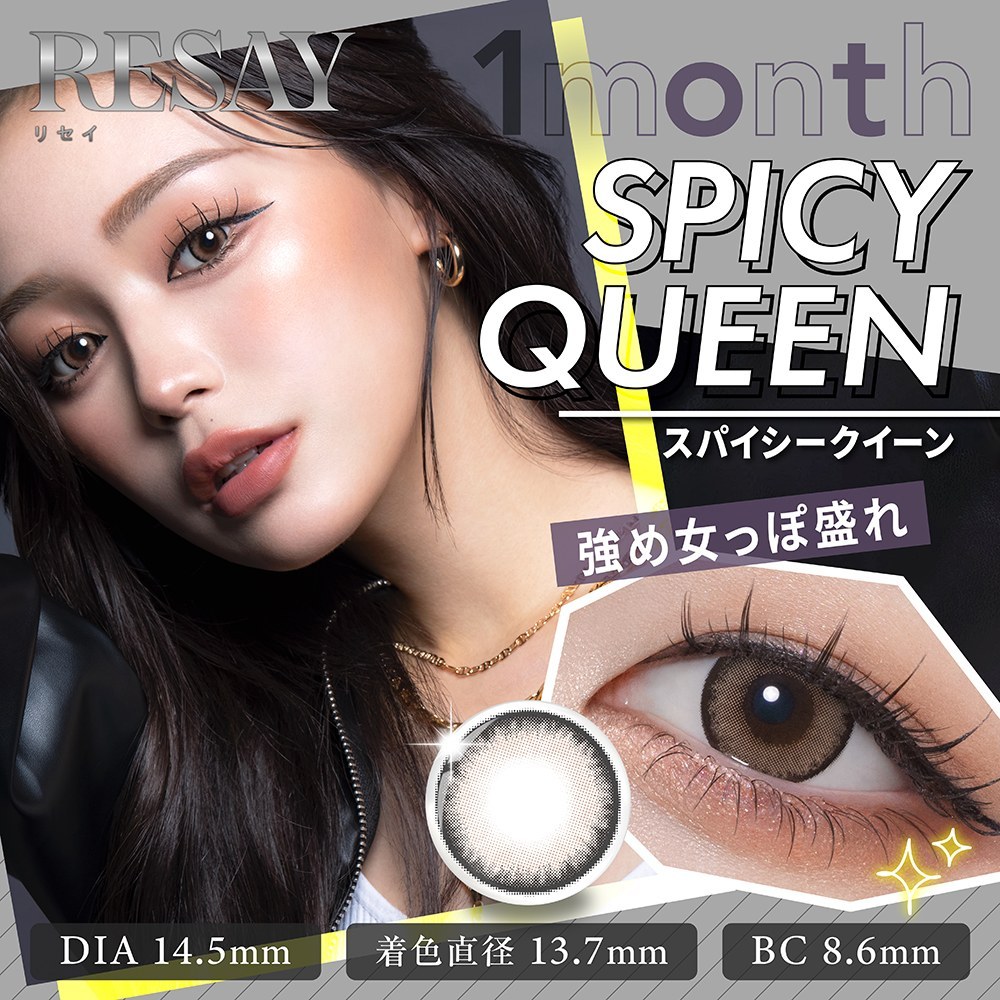 RESAY
リセイ
1month
SPICY
QUEEN
スパイシークイーン
強め女っぽ盛れ
DIA 14.5mm
着色直径 13.7mm
BC 8.6mm